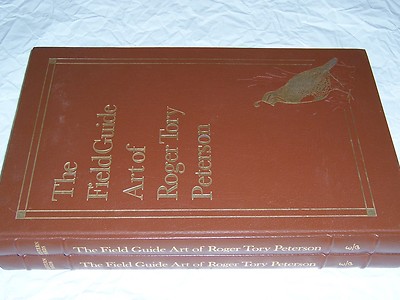 The
Field Guide
Art of
Roger Tory
Peterson
The Field Guide Art of Roger Tory Peterson
The Field Guide Art of Roger Tory Peterson